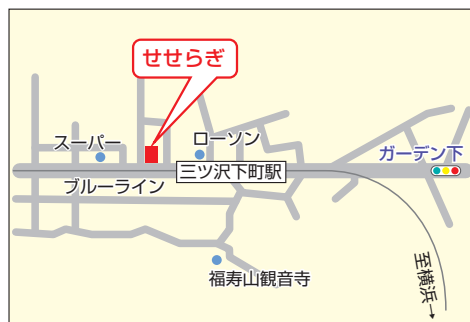 せせらぎ
スーパー
ローソン
ガーデン下
三ツ沢下町駅
ブルーライン
福寿山観音寺
至横浜→